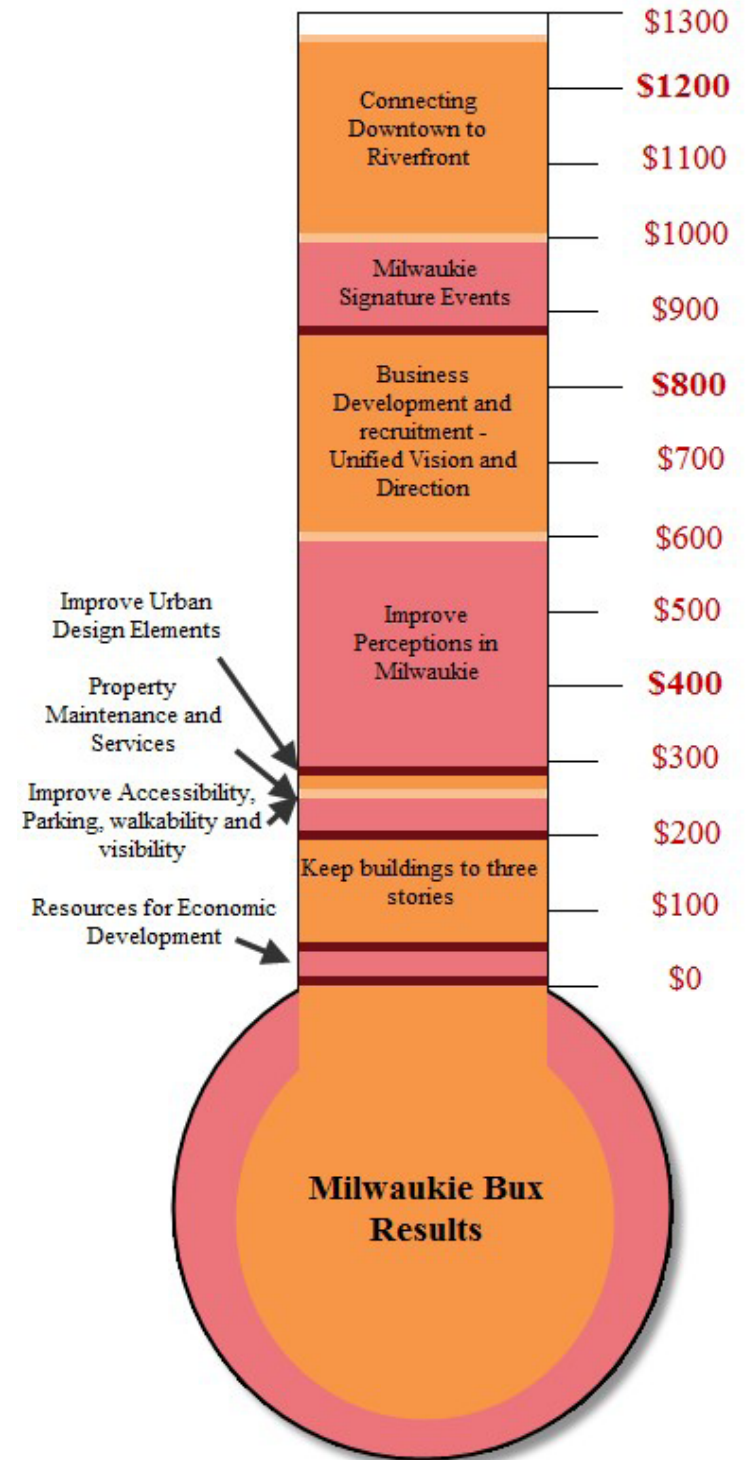 $1300
Connecting
Downtown to
Riverfront
$1200
$1100
$1000
Milwaukie
Signature Events
$900
Business
Development and
recruitment -
Unified Vision and
Direction
$800
$700
$600
Improve
Perceptions in
Milwaukie
$500
$400
$300
Improve Urban
Design Elements
Property
Maintenance and
Services
Improve Accessibility,
Parking, walkability and
visibility
$200
Keep buildings to three
stories
$100
Resources for Economic
Development
$0
Milwaukie Bux
Results